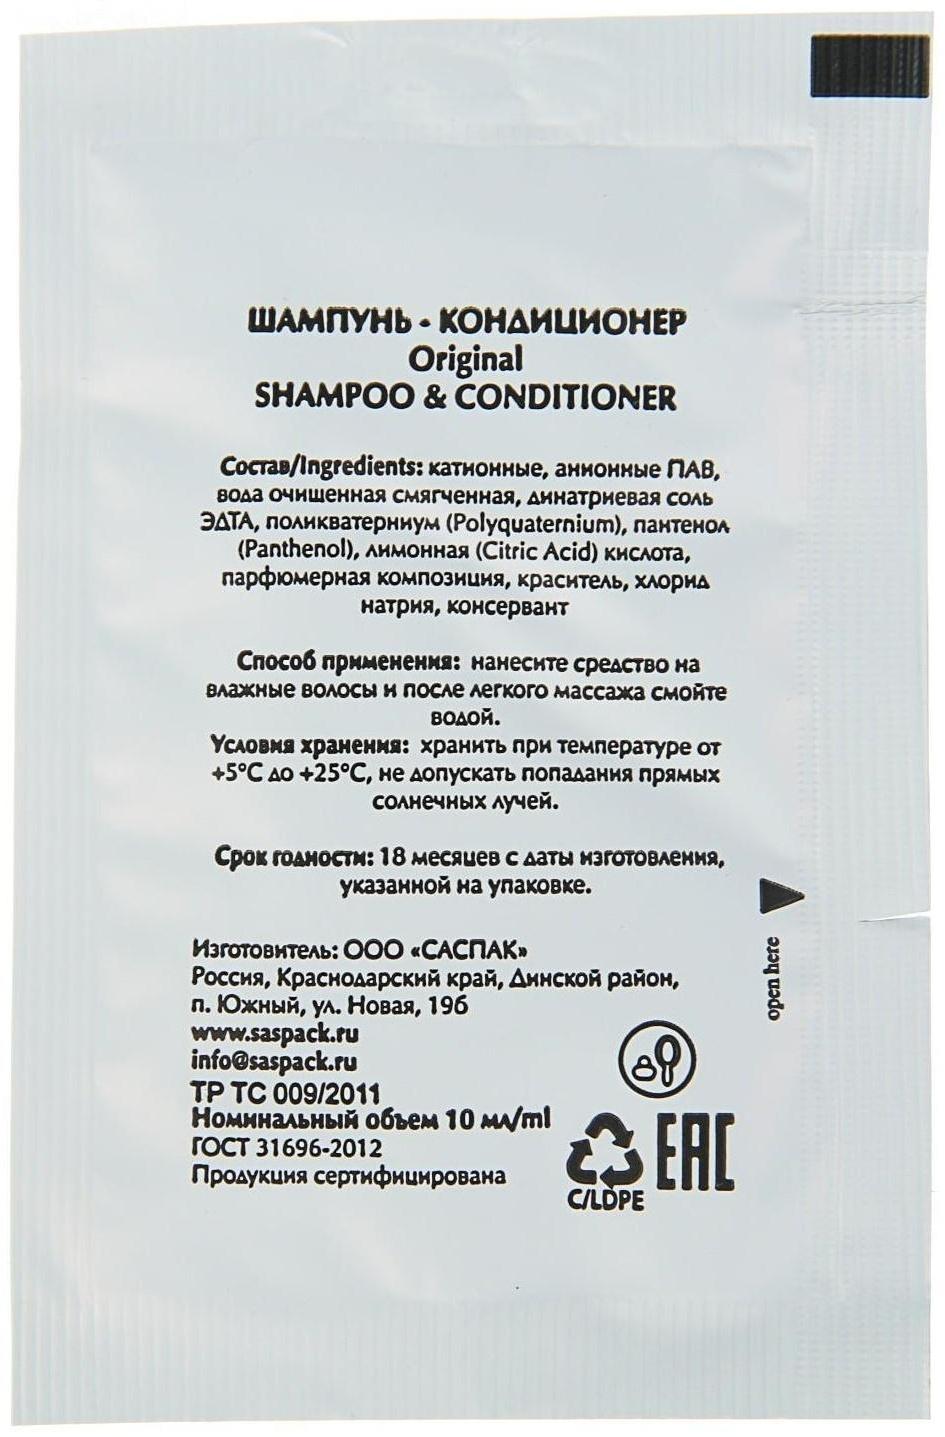 ШАМПУНЬ - КОНДИЦИОНЕР
Original
SHAMPOO & CONDITIONER
Состав/Ingredients: катионные, анионные ПАВ,
вода очищенная смягченная, динатриевая соль
ЭДТА, поликватерниум (Polyquaternium), пантенол
(Panthenol), лимонная (Citric Acid) кислота,
парфюмерная композиция, краситель, хлорид
натрия, консервант
Способ применения: нанесите средство на
влажные волосы и после легкого массажа смойте
водой.
Условия хранения: хранить при температуре от
+5°С до +25°С, не допускать попадания прямых
солнечных лучей.
Срок годности: 18 месяцев с даты изготовления,
указанной на упаковке.
open here
Изготовитель: ООО «САСПАК»
Россия, Краснодарский край, Динской район,
п. Южный, ул. Новая, 19б
www.saspack.ru
info@saspack.ru
ТР ТС 009/2011
Номинальный объем 10 мл/ml
ГОСТ 31696-2012
Продукция сертифицирована
C/LDPE
EAC